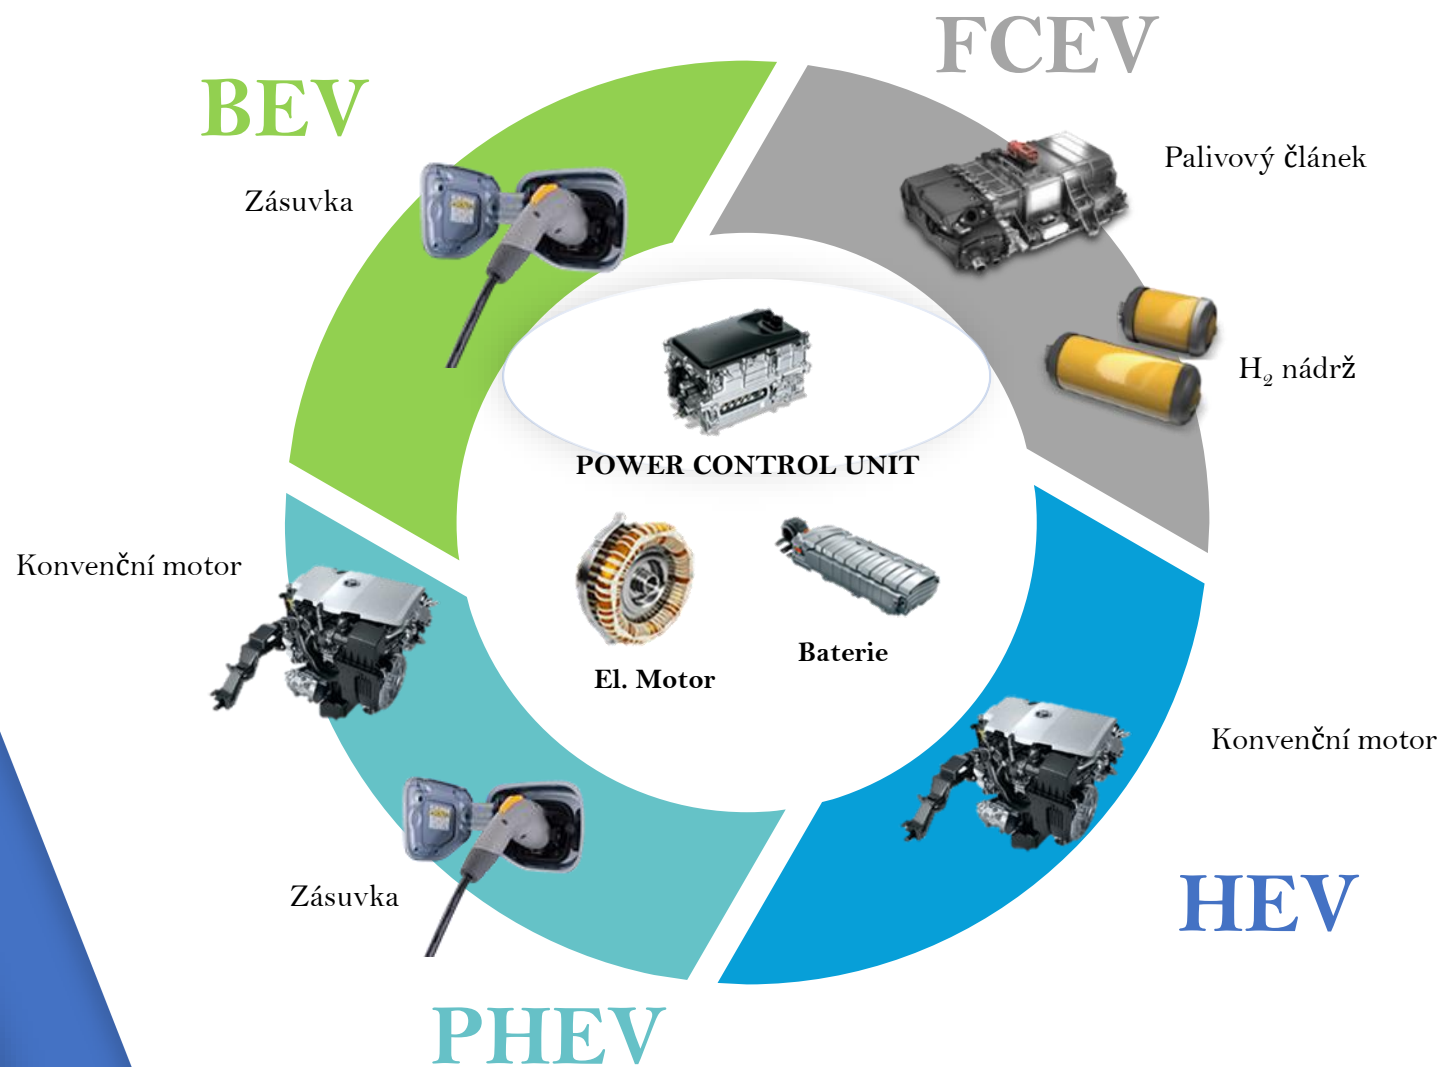 FCEV
BEV
Palivový článek
Zásuvka
H₂ nádrž
POWER CONTROL UNIT
Konvenční motor
Baterie
El. Motor
Konvenční motor
Zásuvka
HEV
PHEV